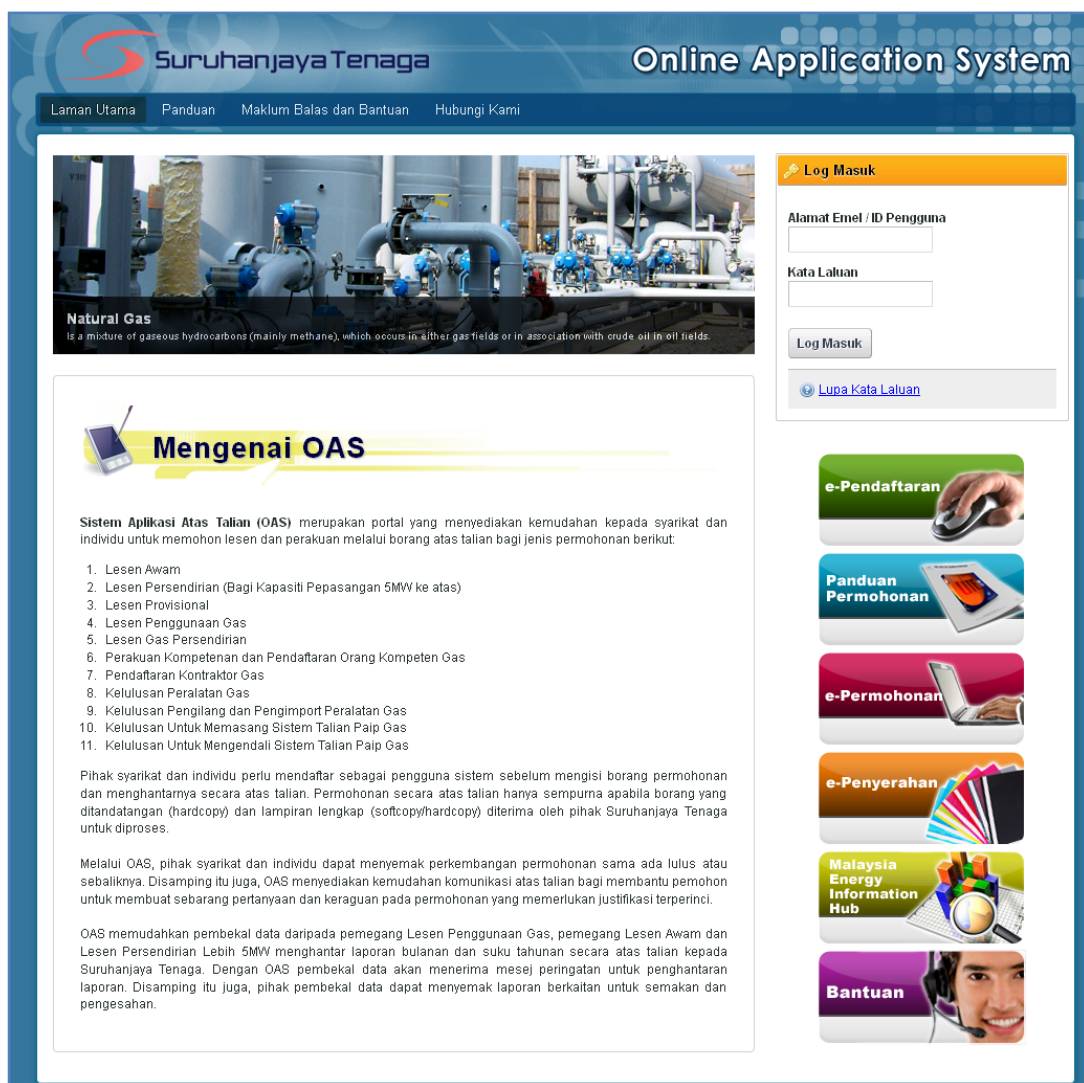 Suruhanjaya Tenaga
Online Application System
Laman Utama Panduan Maklum Balas dan Bantuan Hubungi Kami
V30
Natural Gas
Is a mixture of gaseous hydrocarbons (mainly methane), which occurs in either gas fields or in association with crude oil in oil fields.
Mengenai OAS
Sistem Aplikasi Atas Talian (OAS) merupakan portal yang menyediakan kemudahan kepada syarikat dan
individu untuk memohon lesen dan perakuan melalui borang atas talian bagi jenis permohonan berikut:
1. Lesen Awam
2. Lesen Persendirian (Bagi Kapasiti Pepasangan 5MW ke atas)
3. Lesen Provisional
4. Lesen Penggunaan Gas
5. Lesen Gas Persendirian
6. Perakuan Kompetenan dan Pendaftaran Orang Kompeten Gas
7. Pendaftaran Kontraktor Gas
8. Kelulusan Peralatan Gas
9. Kelulusan Pengilang dan Pengimport Peralatan Gas
10. Kelulusan Untuk Memasang Sistem Talian Paip Gas
11. Kelulusan Untuk Mengendali Sistem Talian Paip Gas
Pihak syarikat dan individu perlu mendaftar sebagai pengguna sistem sebelum mengisi borang permohonan
dan menghantarnya secara atas talian. Permohonan secara atas talian hanya sempurna apabila borang yang
ditandatangan (hardcopy) dan lampiran lengkap (softcopy/hardcopy) diterima oleh pihak Suruhanjaya Tenaga
untuk diproses.
Melalui OAS, pihak syarikat dan individu dapat menyemak perkembangan permohonan sama ada lulus atau
sebaliknya. Disamping itu juga, OAS menyediakan kemudahan komunikasi atas talian bagi membantu pemohon
untuk membuat sebarang pertanyaan dan keraguan pada permohonan yang memerlukan justifikasi terperinci.
OAS memudahkan pembekal data daripada pemegang Lesen Penggunaan Gas, pemegang Lesen Awam dan
Lesen Persendirian Lebih 5MW menghantar laporan bulanan dan suku tahunan secara atas talian kepada
Suruhanjaya Tenaga. Dengan OAS pembekal data akan menerima mesej peringatan untuk penghantaran
laporan. Disamping itu juga, pihak pembekal data dapat menyemak laporan berkaitan untuk semakan dan
pengesahan.
Log Masuk
Alamat Emel / ID Pengguna
Kata Laluan
Log Masuk
Lupa Kata Laluan
e-Pendaftaran
Panduan
Permohonan
e-Permohonan
e-Penyerahan
Malaysia
Energy
Information
Hub
Bantuan